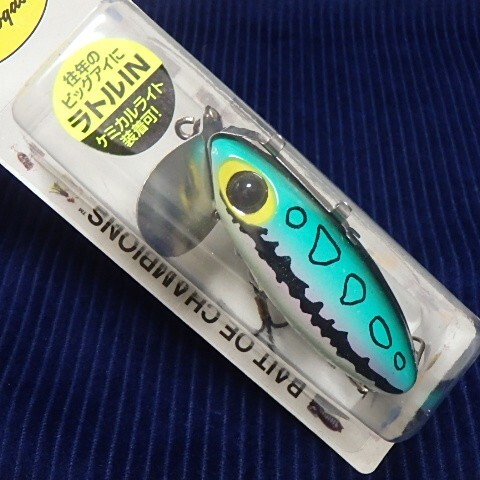 往年の
ビッグアイに
ラトルIN
ケミカルライト
装着可!
BAIT OF CHAMPIONS™